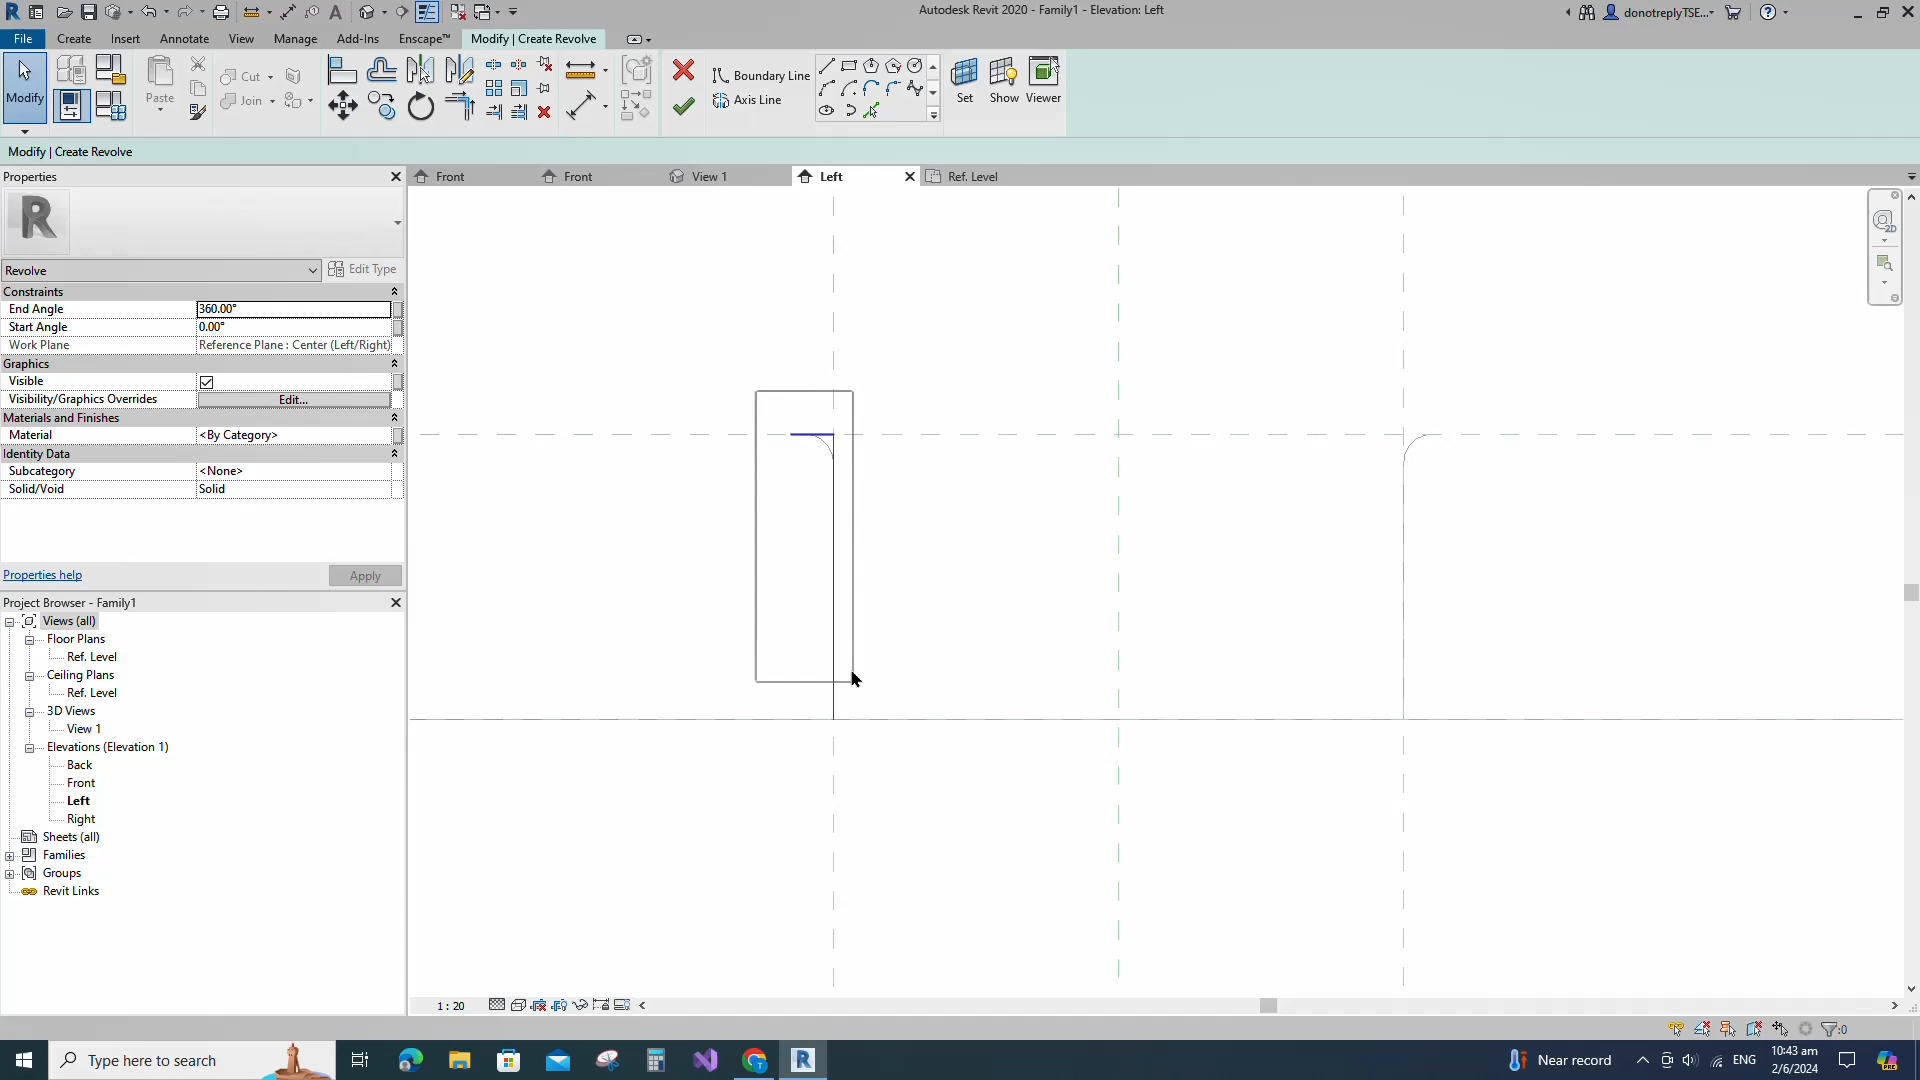 Autodesk Revit 2020 - Family1 - Elevation: Left
donotreplyTSE...
File
Create
Insert
Annotate
View
Manage
Add-Ins
Enscape™
Modify | Create Revolve
Modify
Paste
Cut
Join
Boundary Line
Axis Line
Set
Show
Viewer
Modify | Create Revolve
Properties
Front
Front
View 1
Left
Ref. Level
2D
R
Revolve
Edit Type
Constraints
End Angle 360.00°
Start Angle 0.00°
Work Plane Reference Plane : Center (Left/Right)
Graphics
Visible
Visibility/Graphics Overrides Edit...
Materials and Finishes
Material <By Category>
Identity Data
Subcategory <None>
Solid/Void Solid
Properties help
Apply
Project Browser - Family1
Views (all)
Floor Plans
Ref. Level
Ceiling Plans
Ref. Level
3D Views
View 1
Elevations (Elevation 1)
Back
Front
Left
Right
Sheets (all)
Families
Groups
Revit Links
1 : 20
:0
Type here to search
Near record
ENG
10:43 am
2/6/2024